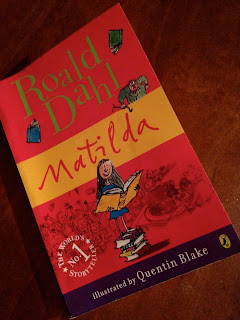 Roald
Dahl
Matilda
THE WORLD'S
No.1
STORYTELLER
illustrated by Quentin Blake